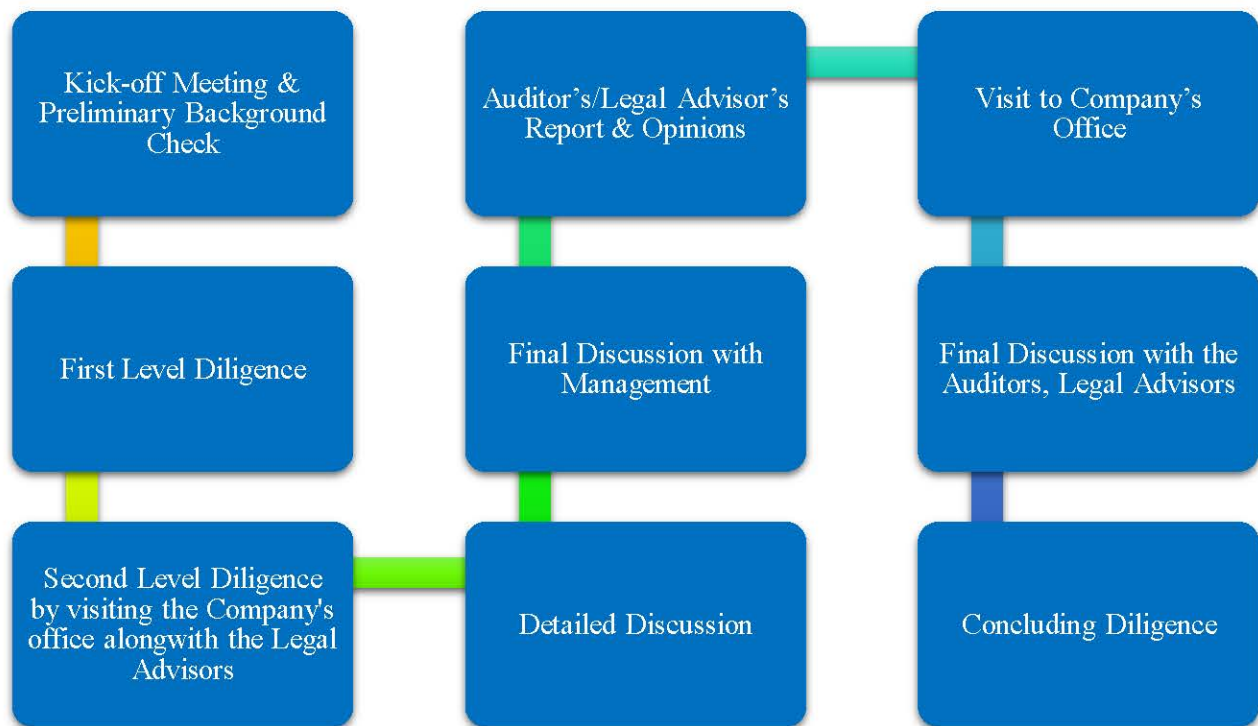 Kick-off Meeting &
Preliminary Background
Check
First Level Diligence
Second Level Diligence
by visiting the Company's
office alongwith the Legal
Advisors
Detailed Discussion
Final Discussion with
Management
Auditor’s/Legal Advisor’s
Report & Opinions
Visit to Company’s
Office
Final Discussion with the
Auditors, Legal Advisors
Concluding Diligence